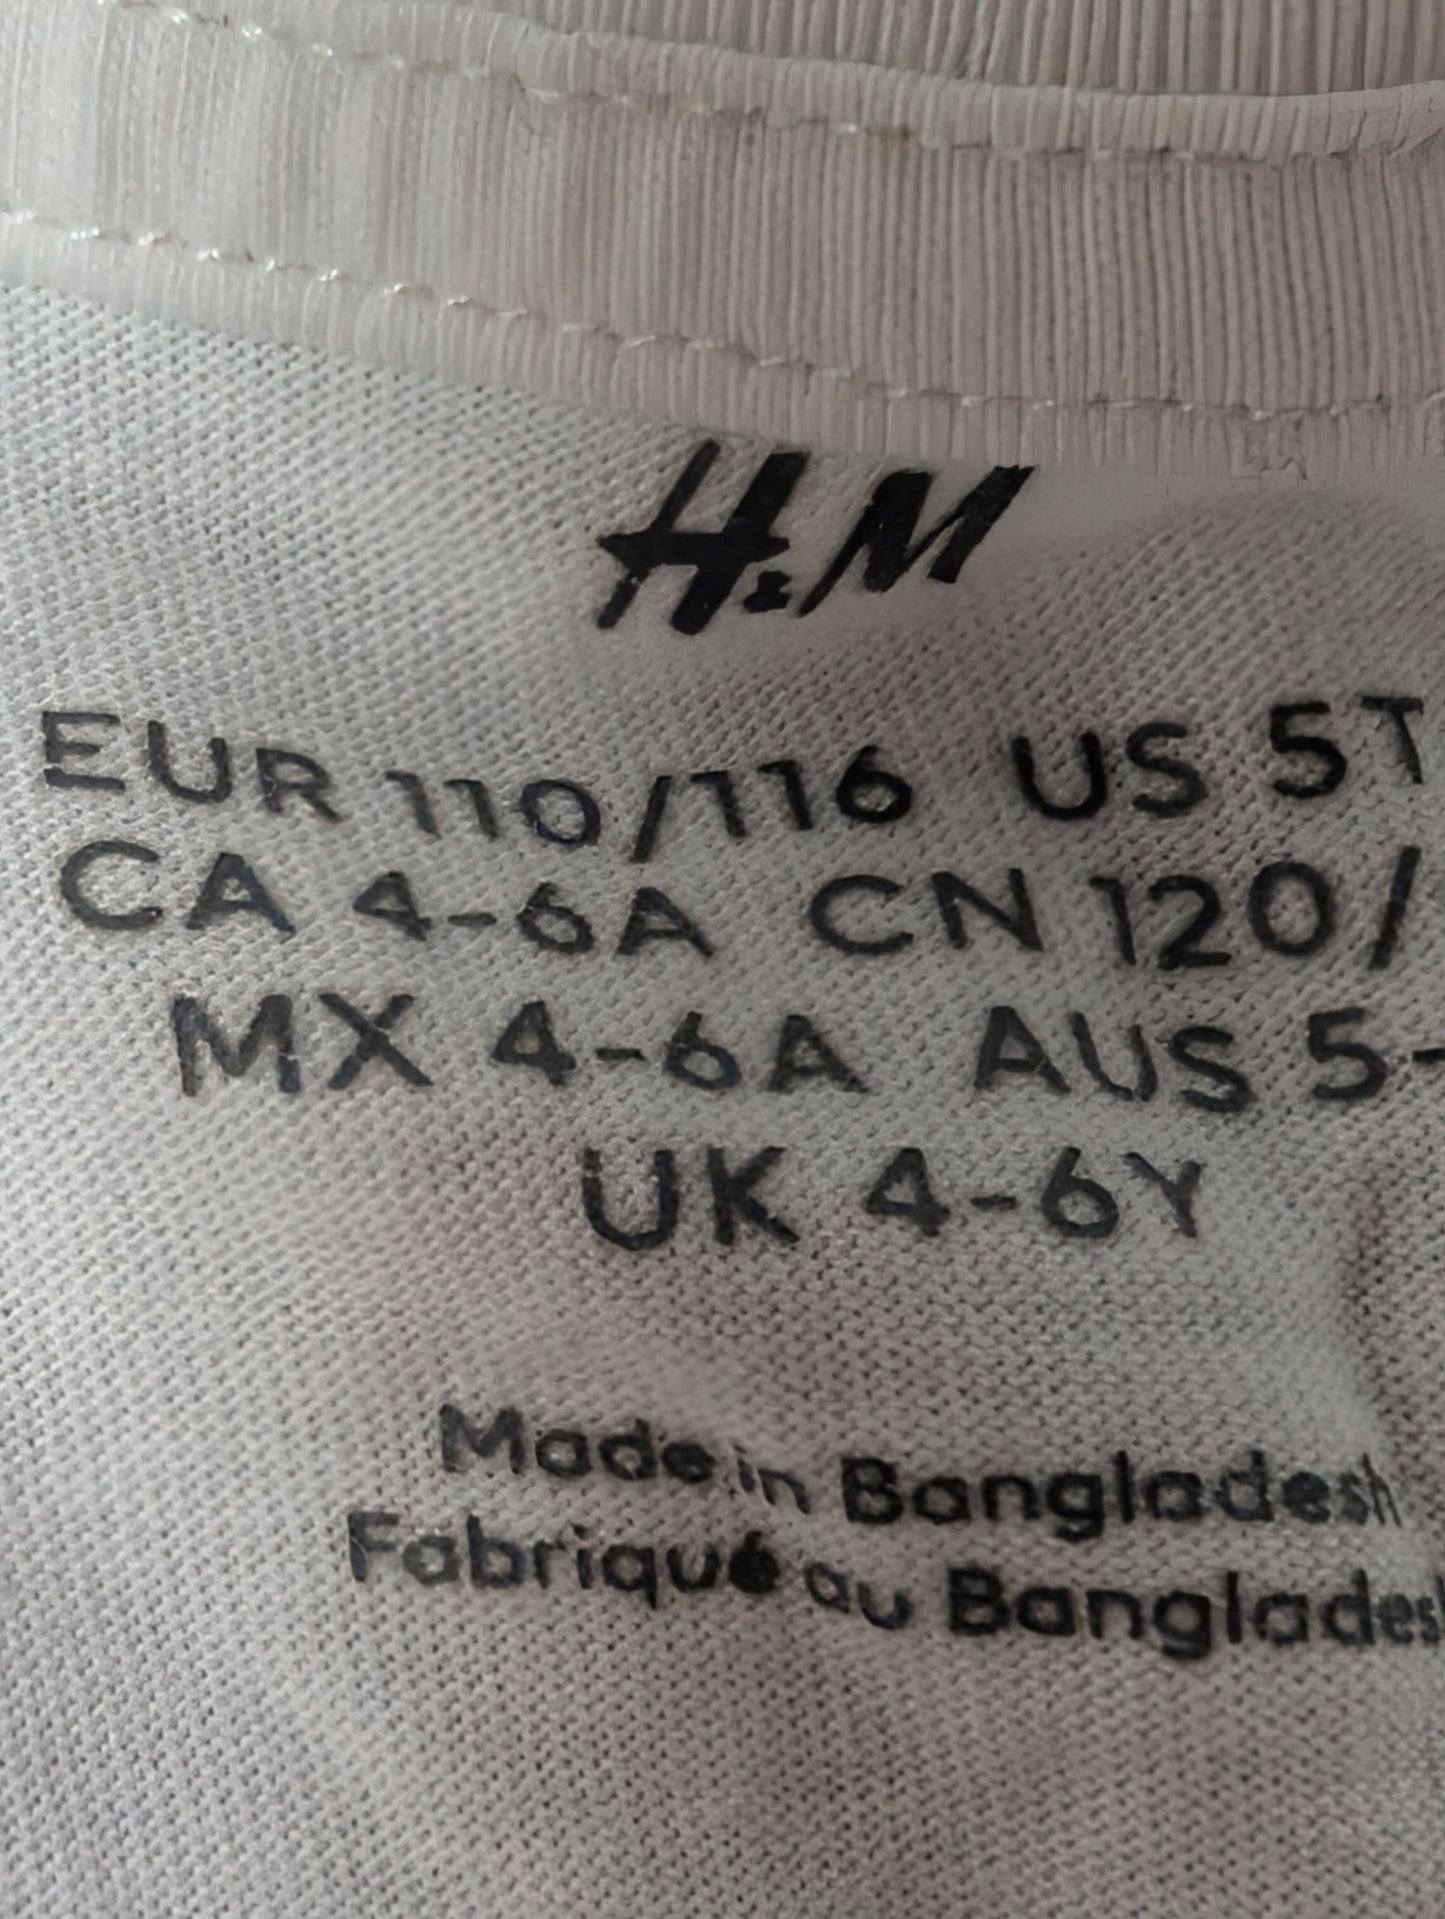 H&M
EUR 110/116 US 5T
CA 4-6A CN 120/
MX 4-6A AUS 5-
UK 4-6Y
Made in Bangladesh
Fabriqué au Bangladesh